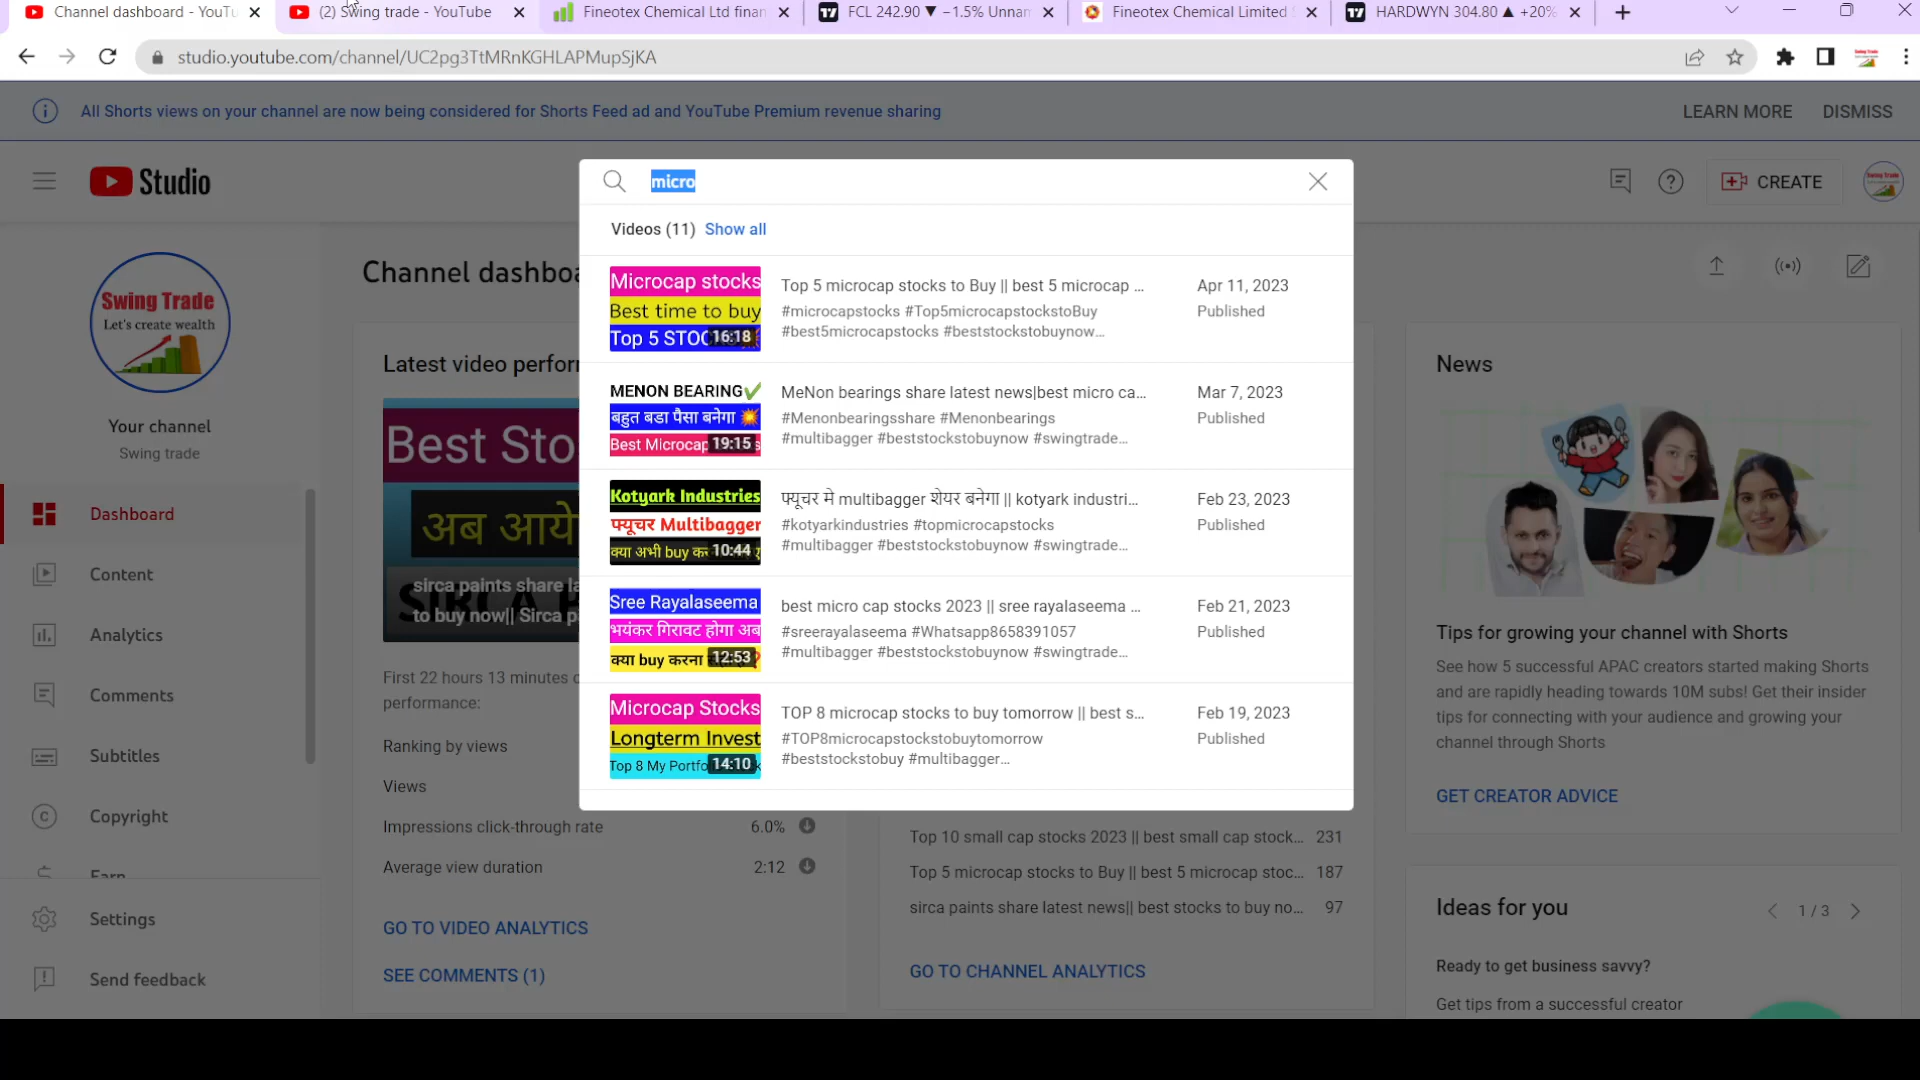 Channel dashboard - YouTu
(2) Swing trade - YouTube
Fineotex Chemical Ltd finan
FCL 242.90 ▼ −1.5% Unnam
Fineotex Chemical Limited
HARDWYN 304.80 ▲ +20%
studio.youtube.com/channel/UC2pg3TtMRnKGHLAPMupSjKA
All Shorts views on your channel are now being considered for Shorts Feed ad and YouTube Premium revenue sharing
LEARN MORE
DISMISS
Studio
micro
CREATE
Videos (11) Show all
Swing Trade
Let's create wealth
Your channel
Swing trade
Dashboard
Content
Analytics
Comments
Subtitles
Copyright
Earn
Settings
Send feedback
Channel dashbo
Latest video perforr
Best Sto
अब आये
sirca paints share la
to buy now|| Sirca p
First 22 hours 13 minutes
performance:
Ranking by views
Views
Impressions click-through rate
6.0%
Average view duration
2:12
GO TO VIDEO ANALYTICS
SEE COMMENTS (1)
Microcap stocks
Best time to buy
Top 5 STOC
16:18
Top 5 microcap stocks to Buy || best 5 microcap ...
#microcapstocks #Top5microcapstockstoBuy
#best5microcapstocks #beststockstobuynow...
Apr 11, 2023
Published
MENON BEARING✅
बहुत बडा पैसा बनेगा 💥
Best Microcap
19:15
MeNon bearings share latest news|best micro ca...
#Menonbearingsshare #Menonbearings
#multibagger #beststockstobuynow #swingtrade...
Mar 7, 2023
Published
Kotyark Industries
फ्यूचर Multibagger
क्या अभी buy कर
10:44
फ्यूचर मे multibagger शेयर बनेगा || kotyark industri...
#kotyarkindustries #topmicrocapstocks
#multibagger #beststockstobuynow #swingtrade...
Feb 23, 2023
Published
Sree Rayalaseema
भयंकर गिरावट होगा अब
क्या buy करना
12:53
best micro cap stocks 2023 || sree rayalaseema ...
#sreerayalaseema #Whatsapp8658391057
#multibagger #beststockstobuynow #swingtrade...
Feb 21, 2023
Published
Microcap Stocks
Longterm Invest
Top 8 My Portfo
14:10
TOP 8 microcap stocks to buy tomorrow || best s...
#TOP8microcapstockstobuytomorrow
#beststockstobuy #multibagger...
Feb 19, 2023
Published
Top 10 small cap stocks 2023 || best small cap stock...
231
Top 5 microcap stocks to Buy || best 5 microcap stoc...
187
sirca paints share latest news|| best stocks to buy no...
97
GO TO CHANNEL ANALYTICS
News
Tips for growing your channel with Shorts
See how 5 successful APAC creators started making Shorts
and are rapidly heading towards 10M subs! Get their insider
tips for connecting with your audience and growing your
channel through Shorts
GET CREATOR ADVICE
Ideas for you
1 / 3
Ready to get business savvy?
Get tips from a successful creator